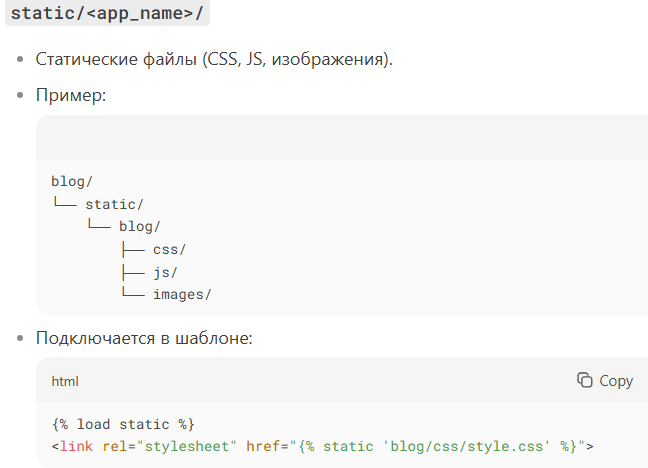 static/<app_name>/
• Статические файлы (CSS, JS, изображения).
• Пример:
blog/
└── static/
    └── blog/
        ├── css/
        ├── js/
        └── images/
• Подключается в шаблоне:
html
Copy
{% load static %}
<link rel="stylesheet" href="{% static 'blog/css/style.css' %}">